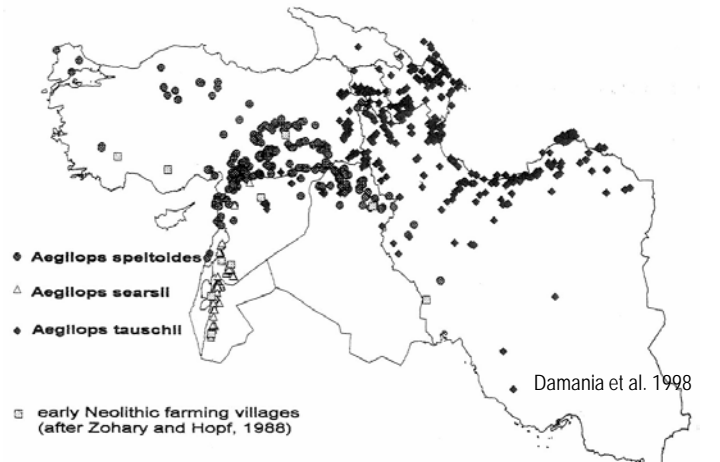 Aegilops speltoides
Aegilops searsii
Aegilops tauschii
Damania et al. 1998
early Neolithic farming villages
(after Zohary and Hopf, 1988)